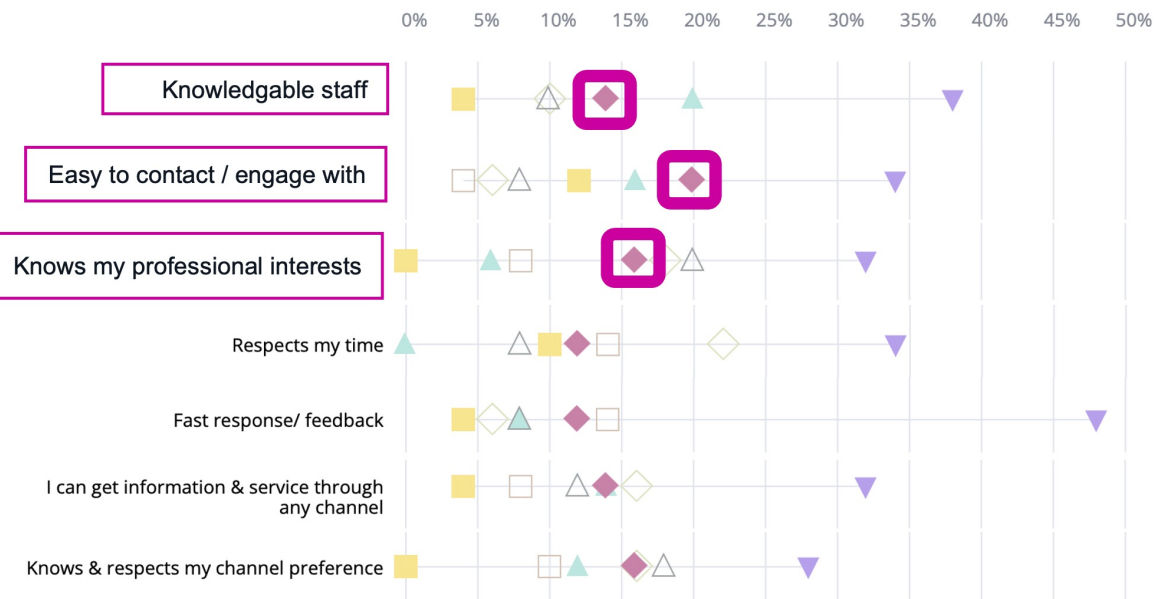 0% 5% 10% 15% 20% 25% 30% 35% 40% 45% 50%
Knowledgable staff
Easy to contact / engage with
Knows my professional interests
Respects my time
Fast response/ feedback
I can get information & service through
any channel
Knows & respects my channel preference